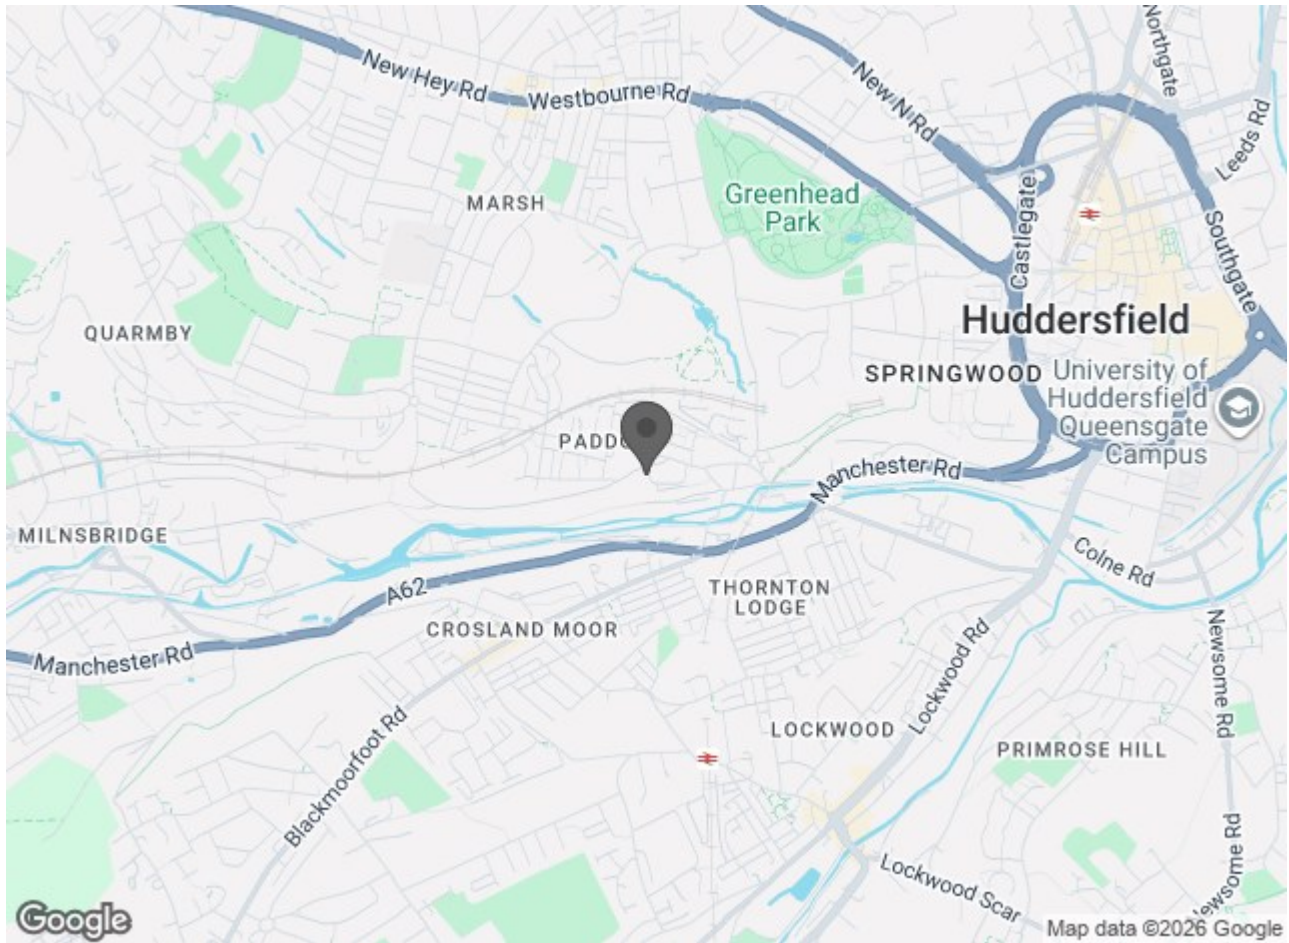 Northgate
New Hey Rd
Westbourne Rd
New N Rd
Leeds Rd
Greenhead
Park
MARSH
Castlegate
Southgate
QUARMBY
Huddersfield
SPRINGWOOD
University of
Huddersfield
Queensgate
Campus
PADDO
Manchester Rd
MILNSBRIDGE
Colne Rd
A62
THORNTON
LODGE
CROSLAND MOOR
Manchester Rd
Newsome Rd
Lockwood Rd
LOCKWOOD
PRIMROSE HILL
Blackmoorfoot Rd
Newsome Rd
Lockwood Scar
Google
Map data ©2026 Google